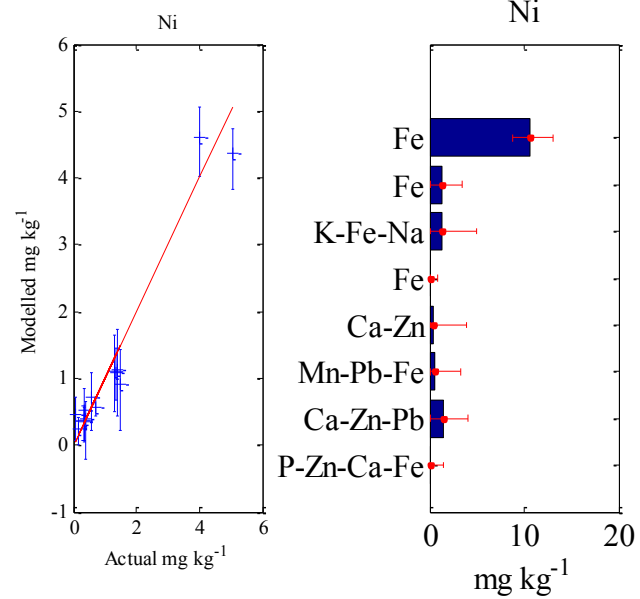 Ni
6
5
4
3
2
1
0
-1
0
2
4
6
Modelled mg kg⁻¹
Actual mg kg⁻¹
Ni
Fe
Fe
K-Fe-Na
Fe
Ca-Zn
Mn-Pb-Fe
Ca-Zn-Pb
P-Zn-Ca-Fe
0
10
20
mg kg⁻¹